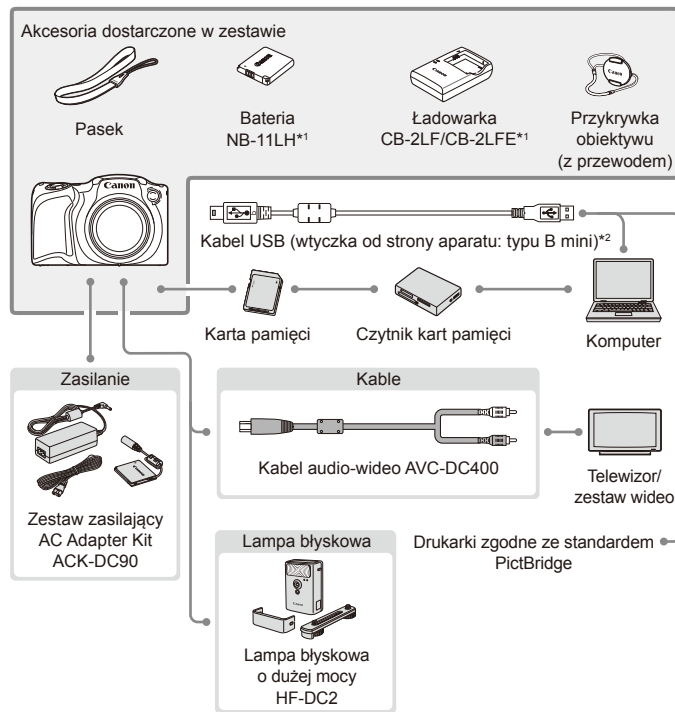 Akcesoria dostarczone w zestawie
Pasek
Bateria
NB-11LH*1
Ładowarka
CB-2LF/CB-2LFE*1
Przykrywka
obiektywu
(z przewodem)
Canon
Kabel USB (wtyczka od strony aparatu: typu B mini)*2
Karta pamięci
Czytnik kart pamięci
Komputer
Zasilanie
Zestaw zasilający
AC Adapter Kit
ACK-DC90
Kable
Kabel audio-wideo AVC-DC400
Telewizor/
zestaw wideo
Lampa błyskowa
Lampa błyskowa
o dużej mocy
HF-DC2
Drukarki zgodne ze standardem
PictBridge